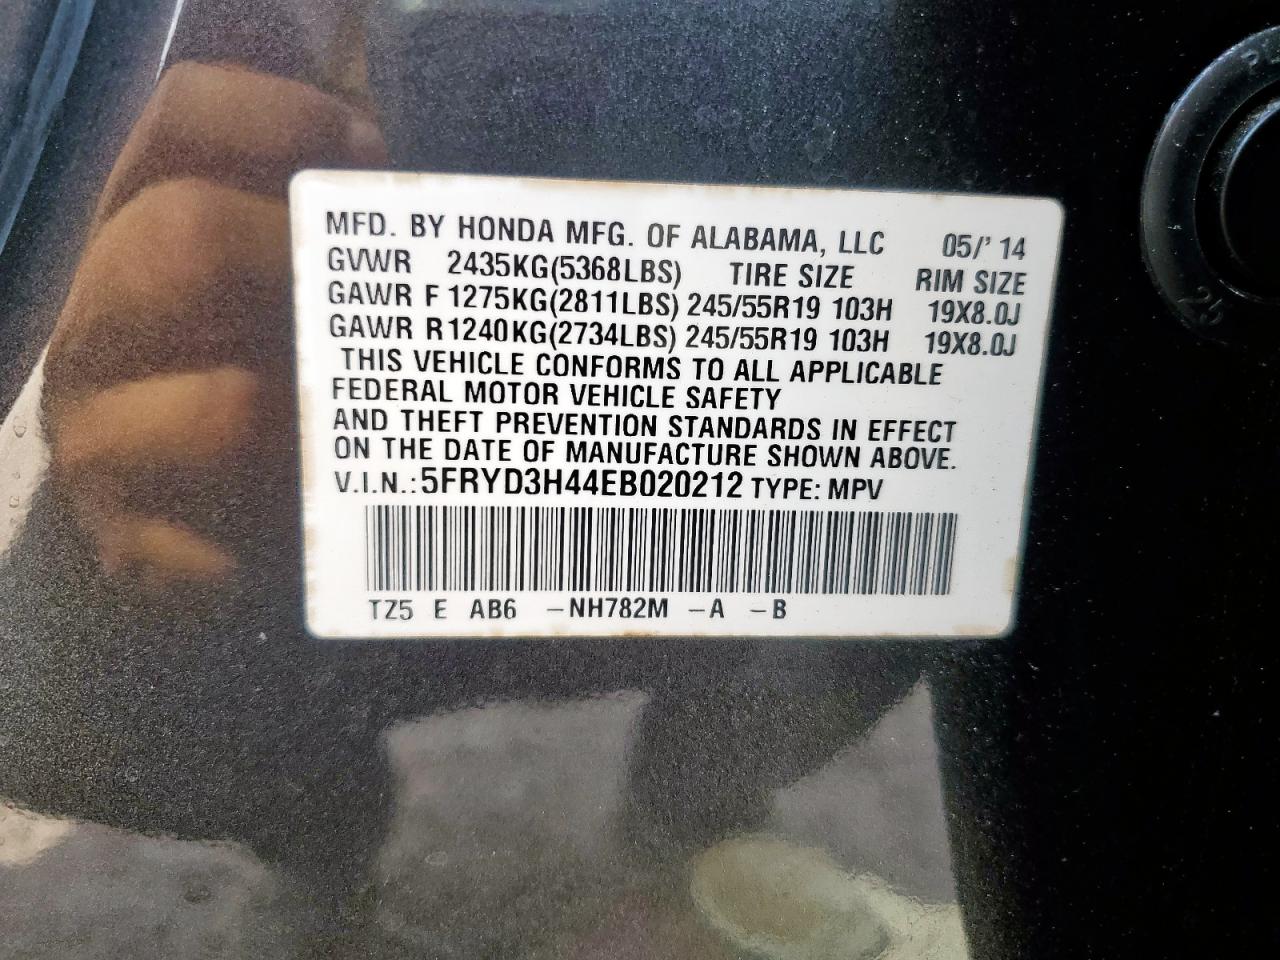 MFD. BY HONDA MFG. OF ALABAMA, LLC 05/' 14
GVWR 2435KG(5368LBS) TIRE SIZE RIM SIZE
GAWR F 1275KG(2811LBS) 245/55R19 103H 19X8.0J
GAWR R1240KG(2734LBS) 245/55R19 103H 19X8.0J
THIS VEHICLE CONFORMS TO ALL APPLICABLE
FEDERAL MOTOR VEHICLE SAFETY
AND THEFT PREVENTION STANDARDS IN EFFECT
ON THE DATE OF MANUFACTURE SHOWN ABOVE.
V.I.N.: 5FRYD3H44EB020212 TYPE: MPV
TZ5 E AB6 -NH782M -A -B
25